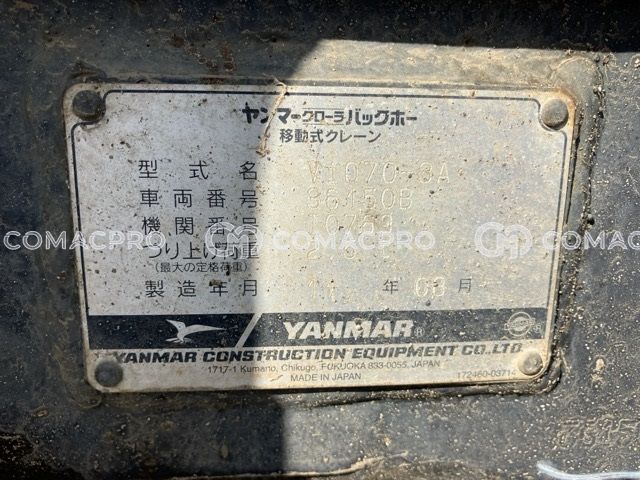 ヤンマークローラバックホー
移動式クレーン
型式名 ViO70-3A
車両番号 36150B
機関番号
つり上げ荷重
(最大の定格荷重)
COMACPRO COMACPRO COMACPRO
製造年月 年 08 月
YANMAR®
YANMAR CONSTRUCTION EQUIPMENT CO.,LTD.
1717-1 Kumano, Chikugo, FUKUOKA 833-0055, JAPAN
MADE IN JAPAN 172460-03714